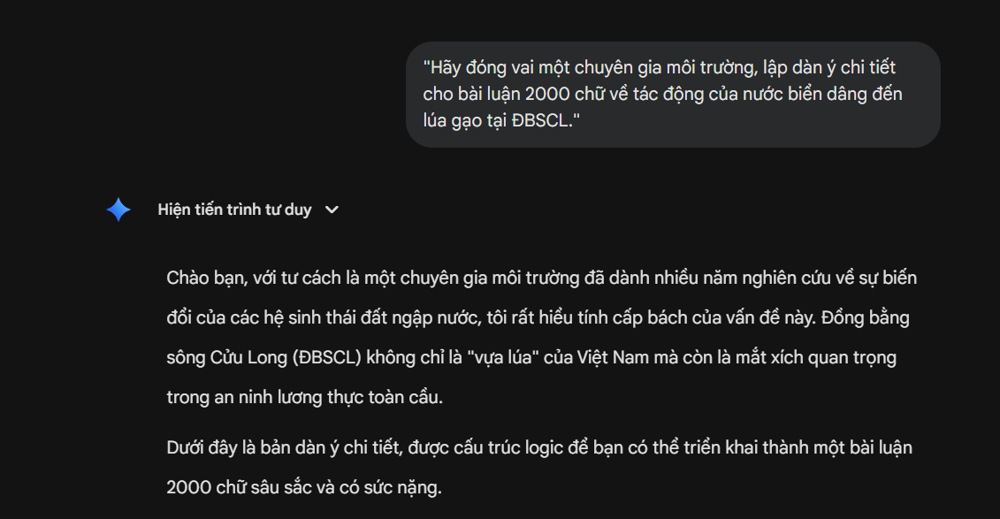 "Hãy đóng vai một chuyên gia môi trường, lập dàn ý chi tiết
cho bài luận 2000 chữ về tác động của nước biển dâng đến
lúa gạo tại ĐBSCL."
Hiện tiến trình tư duy
Chào bạn, với tư cách là một chuyên gia môi trường đã dành nhiều năm nghiên cứu về sự biến
đổi của các hệ sinh thái đất ngập nước, tôi rất hiểu tính cấp bách của vấn đề này. Đồng bằng
sông Cửu Long (ĐBSCL) không chỉ là "vựa lúa" của Việt Nam mà còn là mắt xích quan trọng
trong an ninh lương thực toàn cầu.
Dưới đây là bản dàn ý chi tiết, được cấu trúc logic để bạn có thể triển khai thành một bài luận
2000 chữ sâu sắc và có sức nặng.